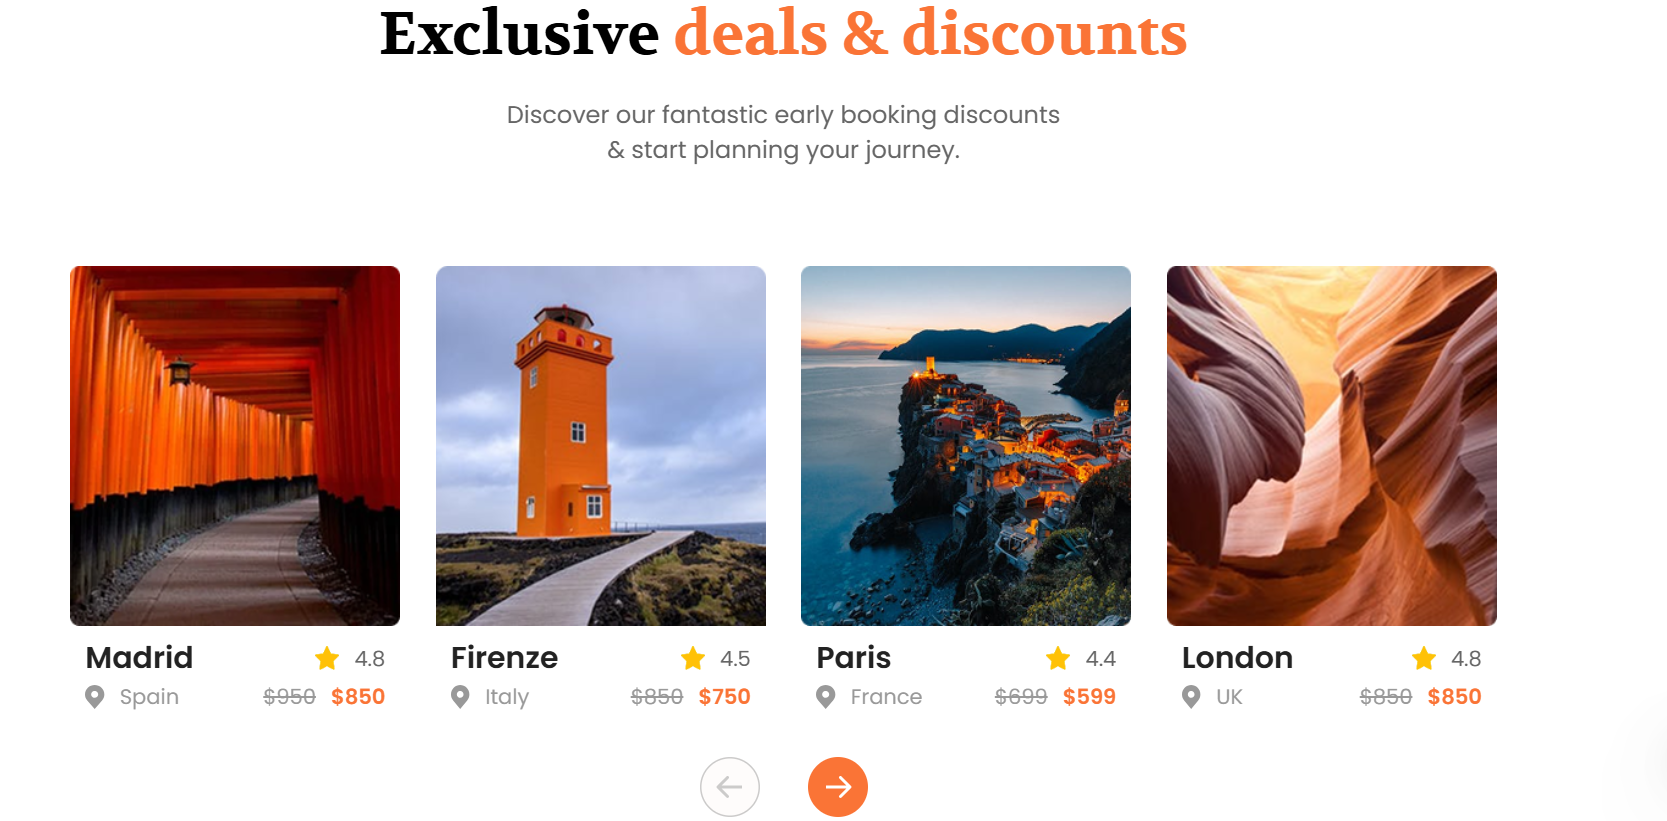 Exclusive deals & discounts
Discover our fantastic early booking discounts
& start planning your journey.
Madrid 4.8
Spain $950 $850
Firenze 4.5
Italy $850 $750
Paris 4.4
France $699 $599
London 4.8
UK $850 $850